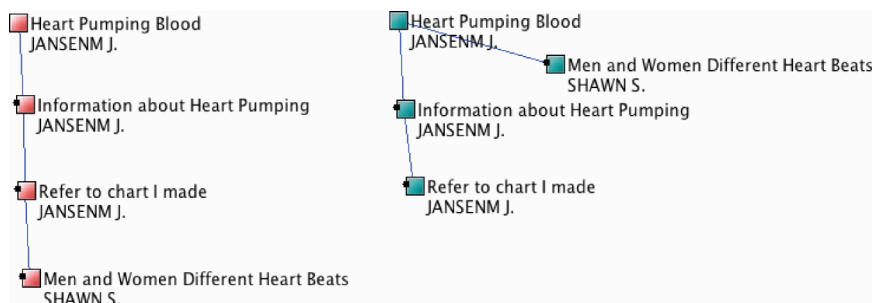 Heart Pumping Blood
JANSENM J.
Information about Heart Pumping
JANSENM J.
Refer to chart I made
JANSENM J.
Men and Women Different Heart Beats
SHAWN S.
Heart Pumping Blood
JANSENM J.
Men and Women Different Heart Beats
SHAWN S.
Information about Heart Pumping
JANSENM J.
Refer to chart I made
JANSENM J.